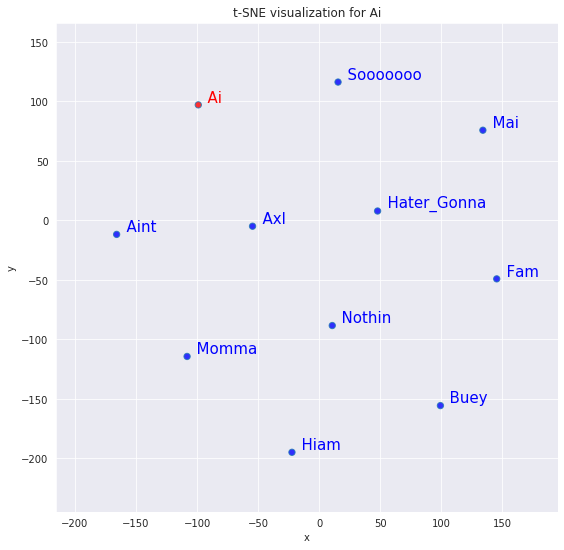 t-SNE visualization for Ai
150
100
50
0
−50
−100
−150
−200
y
Sooooooo
Ai
Mai
Hater_Gonna
Axl
Aint
Fam
Nothin
Momma
Buey
Hiam
−200 −150 −100 −50 0 50 100 150
x